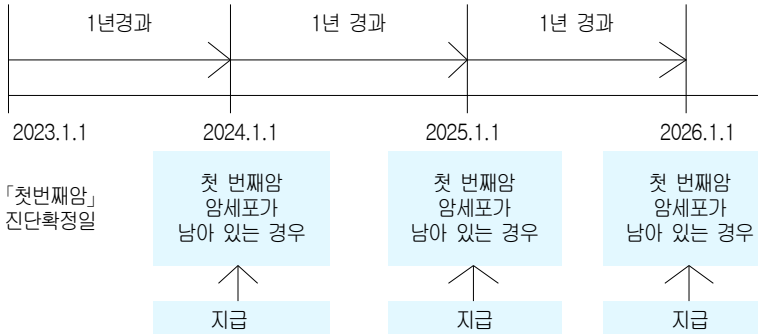 1년경과
1년 경과
1년 경과
2023.1.1
2024.1.1
2025.1.1
2026.1.1
「첫번째암」
진단확정일
첫 번째암
암세포가
남아 있는 경우
첫 번째암
암세포가
남아 있는 경우
첫 번째암
암세포가
남아 있는 경우
지급
지급
지급